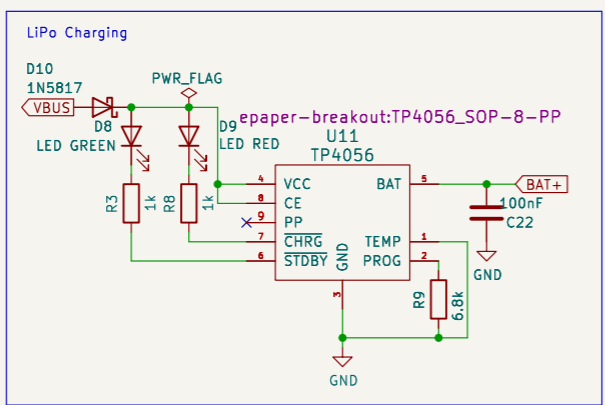 LiPo Charging
D10
1N5817
VBUS
PWR_FLAG
D8
LED GREEN
D9
LED RED
epaper-breakout:TP4056_SOP-8-PP
U11
TP4056
R3
1k
R8
1k
4 VCC
8 CE
9 PP
7 CHRG
6 STDBY
GND
3
BAT 5
TEMP 1
PROG 2
BAT+
100nF
C22
GND
R9
6.8k
GND